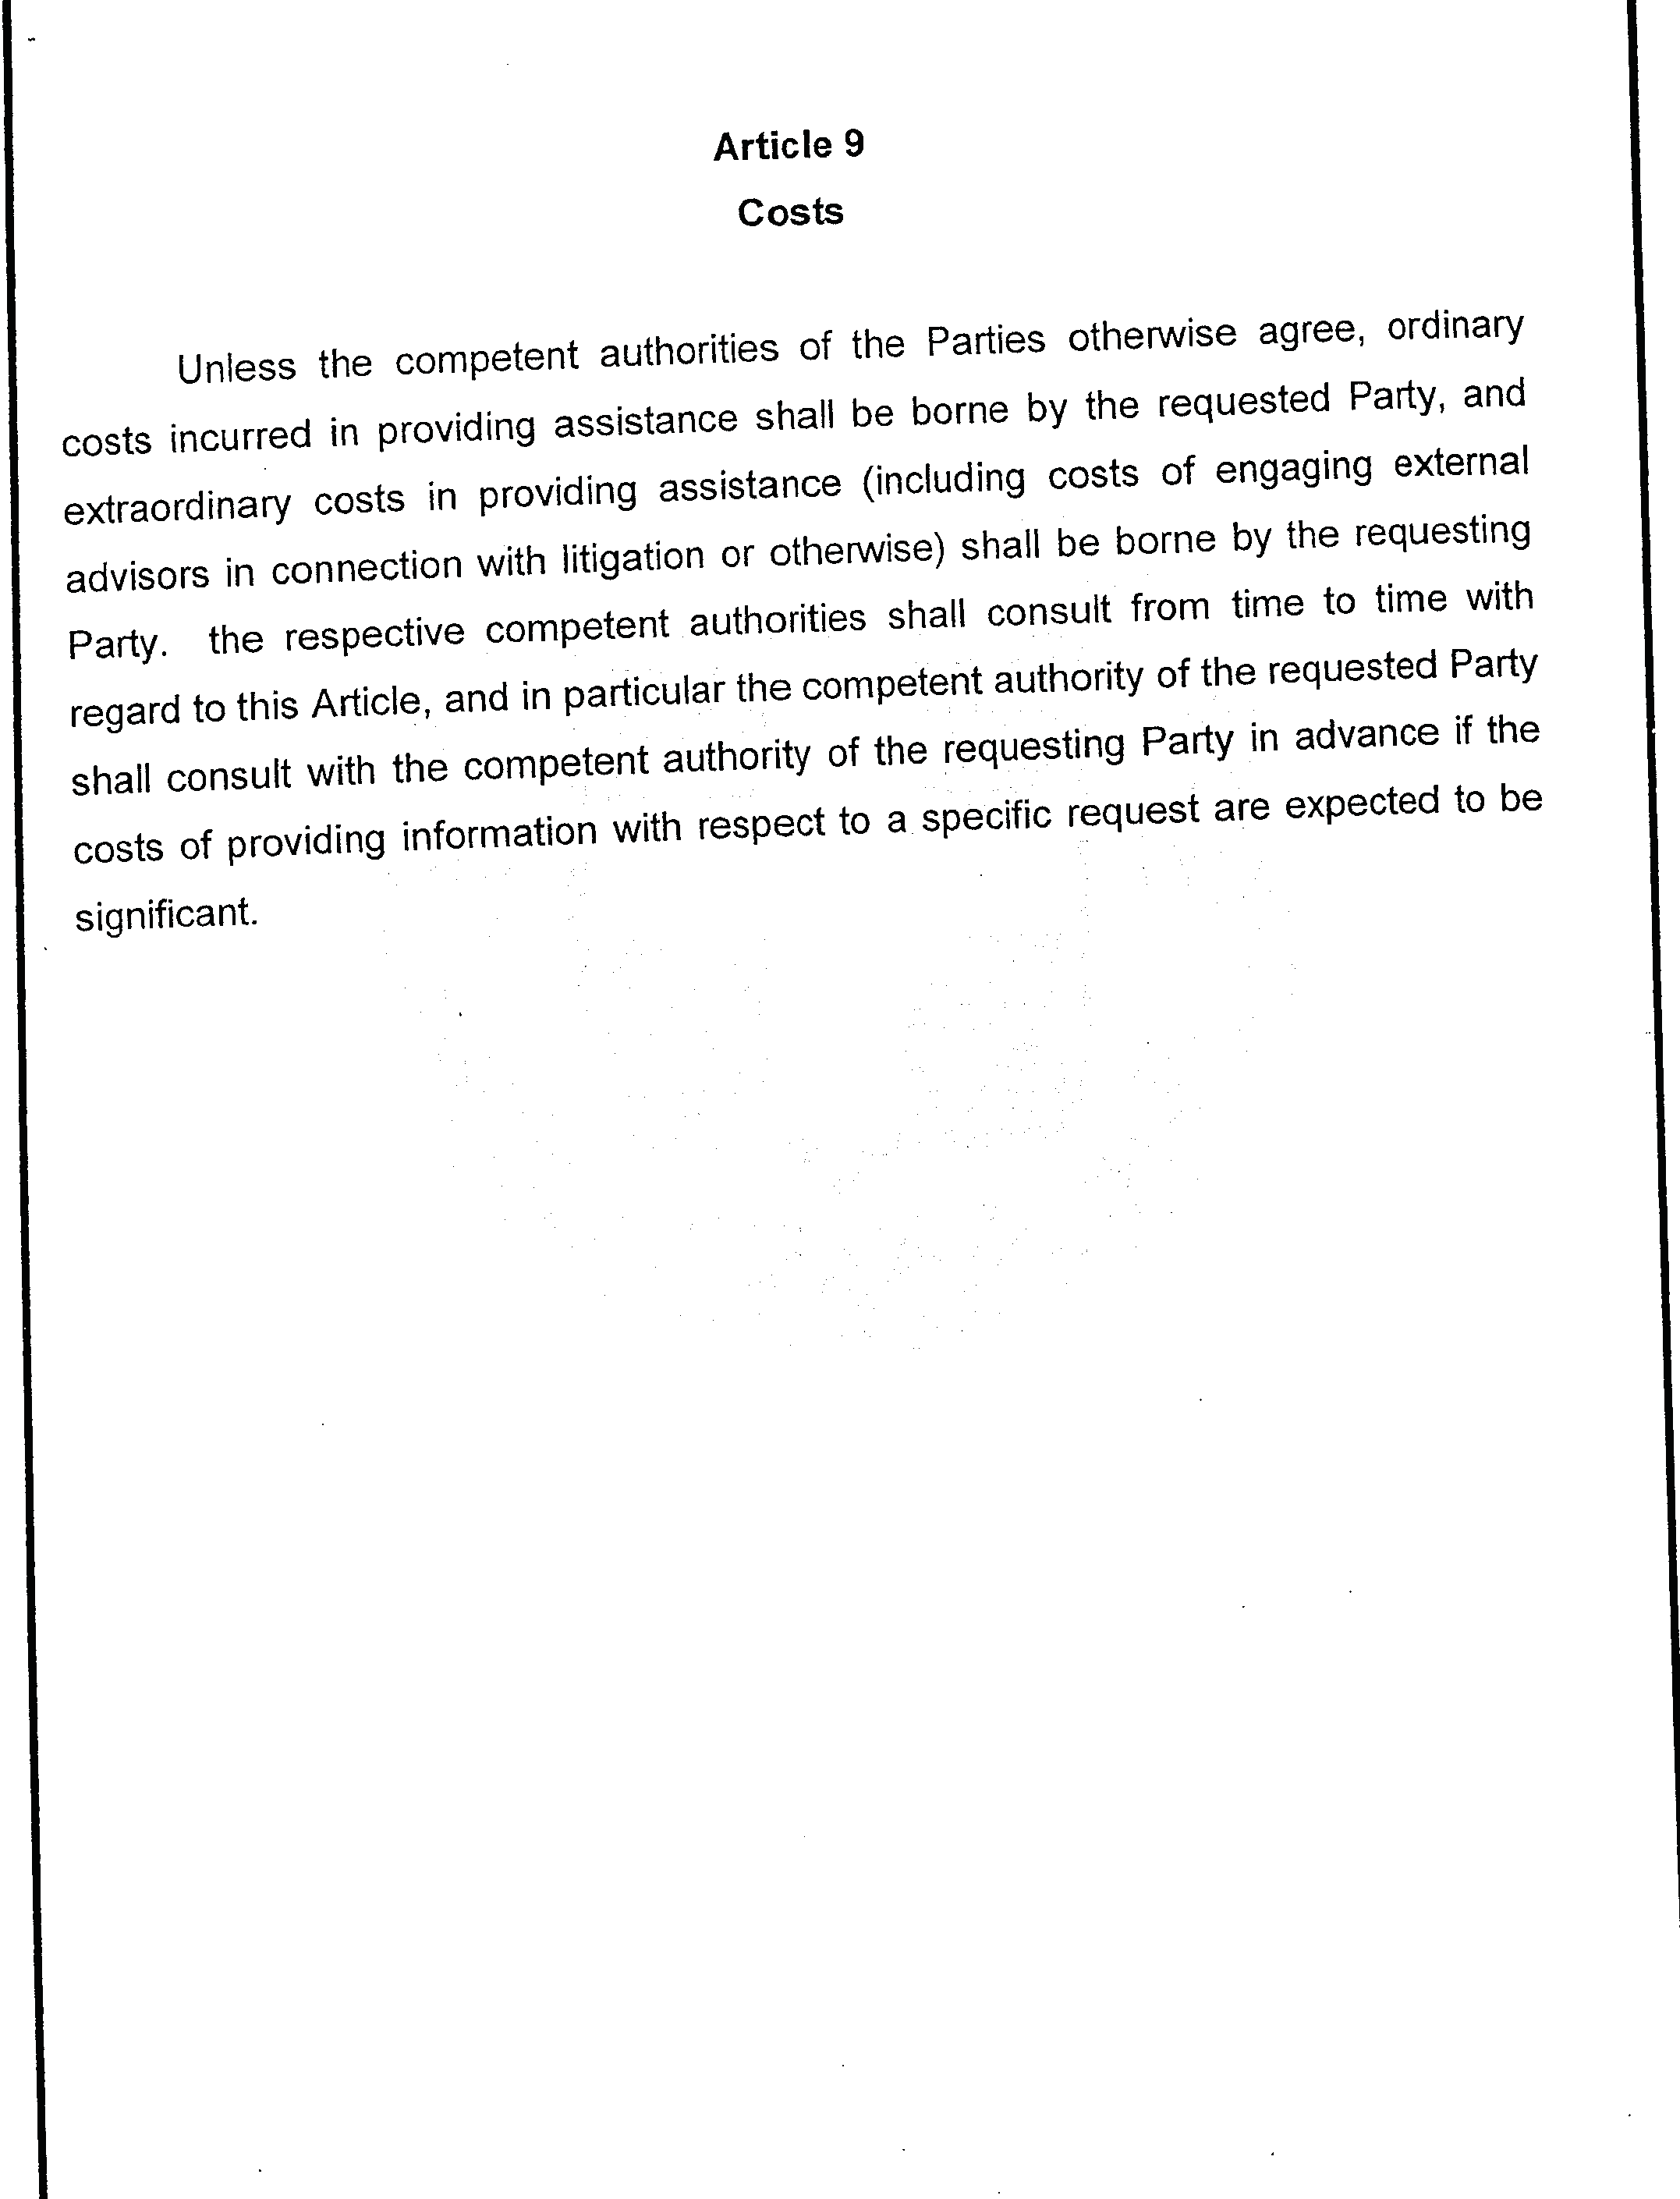 Article 9
Costs
Unless the competent authorities of the Parties otherwise agree, ordinary
costs incurred in providing assistance shall be borne by the requested Party, and
extraordinary costs in providing assistance (including costs of engaging external
advisors in connection with litigation or otherwise) shall be borne by the requesting
Party. the respective competent authorities shall consult from time to time with
regard to this Article, and in particular the competent authority of the requested Party
shall consult with the competent authority of the requesting Party in advance if the
costs of providing information with respect to a specific request are expected to be
significant.